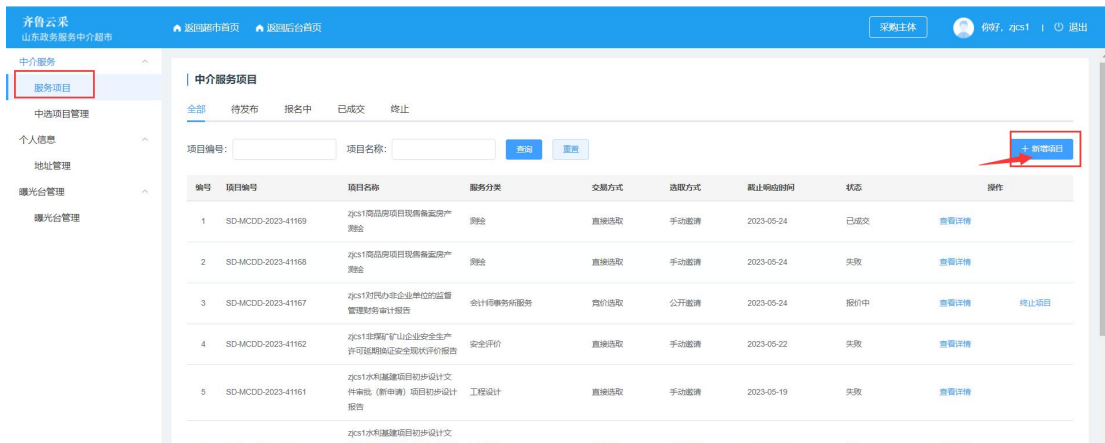 齐鲁云采
山东政务服务中介超市
返回超市首页 返回后台首页
采购主体
你好，zjcs1 | 退出
中介服务
服务项目
中选项目管理
个人信息
地址管理
曝光台管理
曝光台管理
中介服务项目
全部 待发布 报名中 已成交 终止
项目编号： 项目名称： 查询 重置 + 新增项目
编号 项目编号 项目名称 服务分类 交易方式 选取方式 截止响应时间 状态 操作
1 SD-MCDD-2023-41169 zjcs1商品房项目现售备案房产 测绘 直接选取 手动邀请 2023-05-24 已成交 查看详情
测绘
2 SD-MCDD-2023-41168 zjcs1商品房项目现售备案房产 测绘 直接选取 手动邀请 2023-05-24 失败 查看详情
测绘
3 SD-MCDD-2023-41167 zjcs1对民办非企业单位的监督 会计师事务所服务 竞价选取 公开邀请 2023-05-24 报价中 查看详情 终止项目
管理财务审计报告
4 SD-MCDD-2023-41162 zjcs1非煤矿矿山企业安全生产 安全评价 直接选取 手动邀请 2023-05-22 失败 查看详情
许可延期换证安全现状评价报告
5 SD-MCDD-2023-41161 zjcs1水利基建项目初步设计文 工程设计 直接选取 手动邀请 2023-05-19 失败 查看详情
件审批（新申请）项目初步设计
报告
zjcs1水利基建项目初步设计文